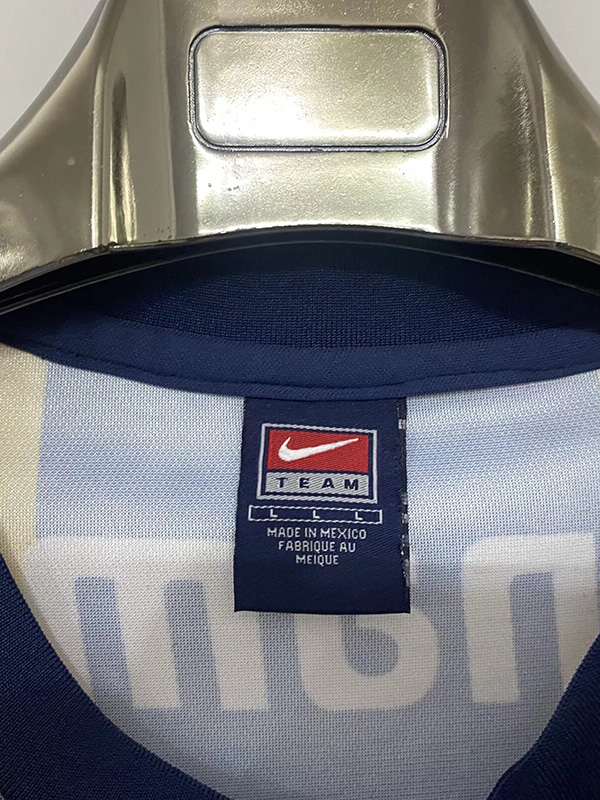 TEAM
L L L
MADE IN MEXICO
FABRIQUE AU
MEIQUE